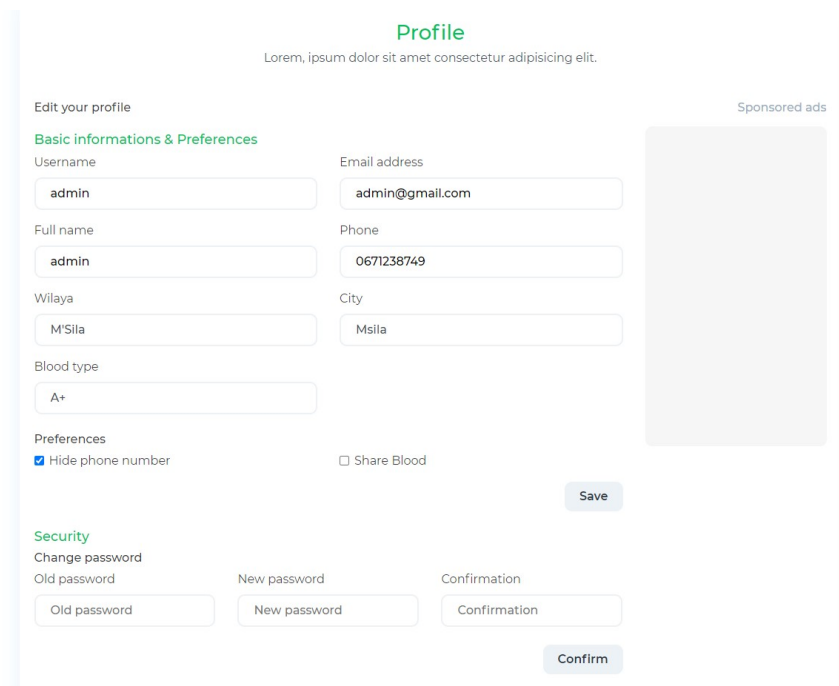 Profile
Lorem, ipsum dolor sit amet consectetur adipisicing elit.
Edit your profile
Sponsored ads
Basic informations & Preferences
Username
Email address
admin
admin@gmail.com
Full name
Phone
admin
0671238749
Wilaya
City
M'Sila
Msila
Blood type
A+
Preferences
Hide phone number
Share Blood
Save
Security
Change password
Old password
New password
Confirmation
Old password
New password
Confirmation
Confirm